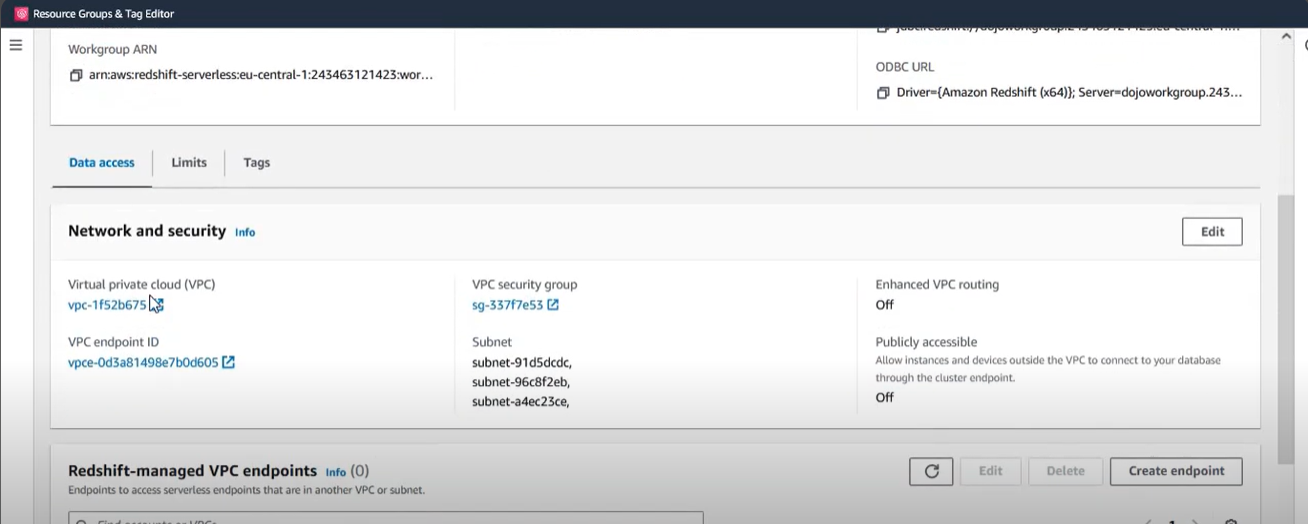 Resource Groups & Tag Editor
Workgroup ARN
arn:aws:redshift-serverless:eu-central-1:243463121423:wor...
ODBC URL
Driver={Amazon Redshift (x64)}; Server=dojoworkgroup.243...
Data access
Limits
Tags
Network and security Info
Edit
Virtual private cloud (VPC)
vpc-1f52b675
VPC endpoint ID
vpce-0d3a81498e7b0d605
VPC security group
sg-337f7e53
Subnet
subnet-91d5dcdc,
subnet-96c8f2eb,
subnet-a4ec23ce,
Enhanced VPC routing
Off
Publicly accessible
Allow instances and devices outside the VPC to connect to your database
through the cluster endpoint.
Off
Redshift-managed VPC endpoints Info (0)
Endpoints to access serverless endpoints that are in another VPC or subnet.
Edit
Delete
Create endpoint